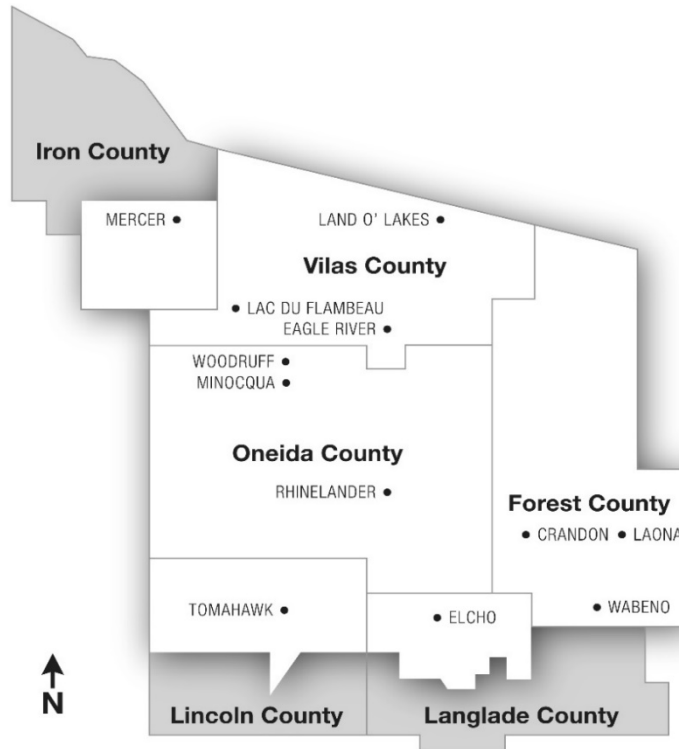 Iron County
MERCER
LAND O' LAKES
Vilas County
LAC DU FLAMBEAU
EAGLE RIVER
WOODRUFF
MINOCQUA
Oneida County
RHINELANDER
Forest County
CRANDON
LAONA
TOMAHAWK
ELCHO
WABENO
N
Lincoln County
Langlade County